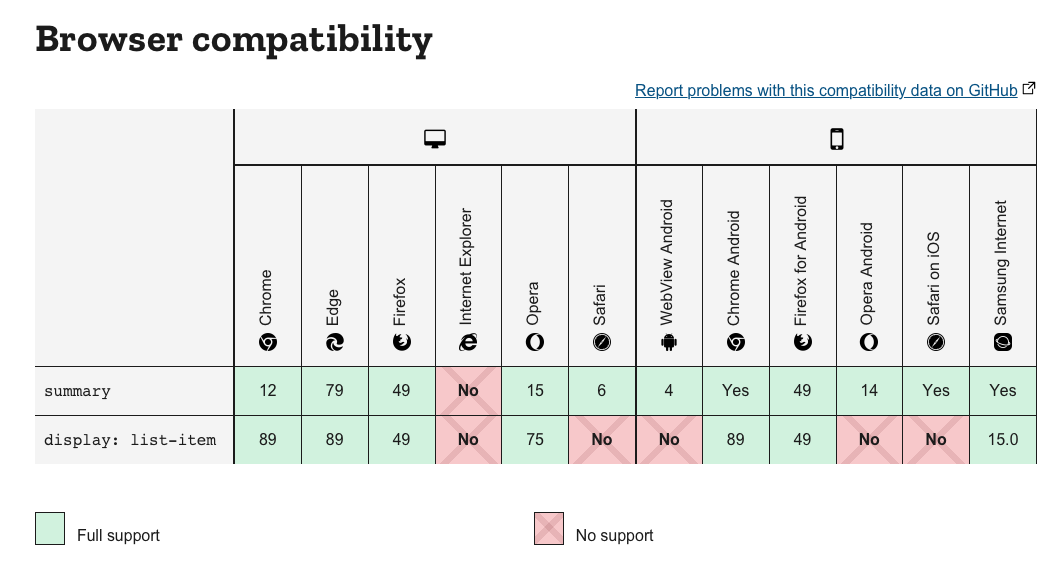 Browser compatibility
Report problems with this compatibility data on GitHub
Chrome
Edge
Firefox
Internet Explorer
Opera
Safari
WebView Android
Chrome Android
Firefox for Android
Opera Android
Safari on iOS
Samsung Internet
summary 12 79 49 No 15 6 4 Yes 49 14 Yes Yes
display: list-item 89 89 49 No 75 No No 89 49 No No 15.0
Full support No support